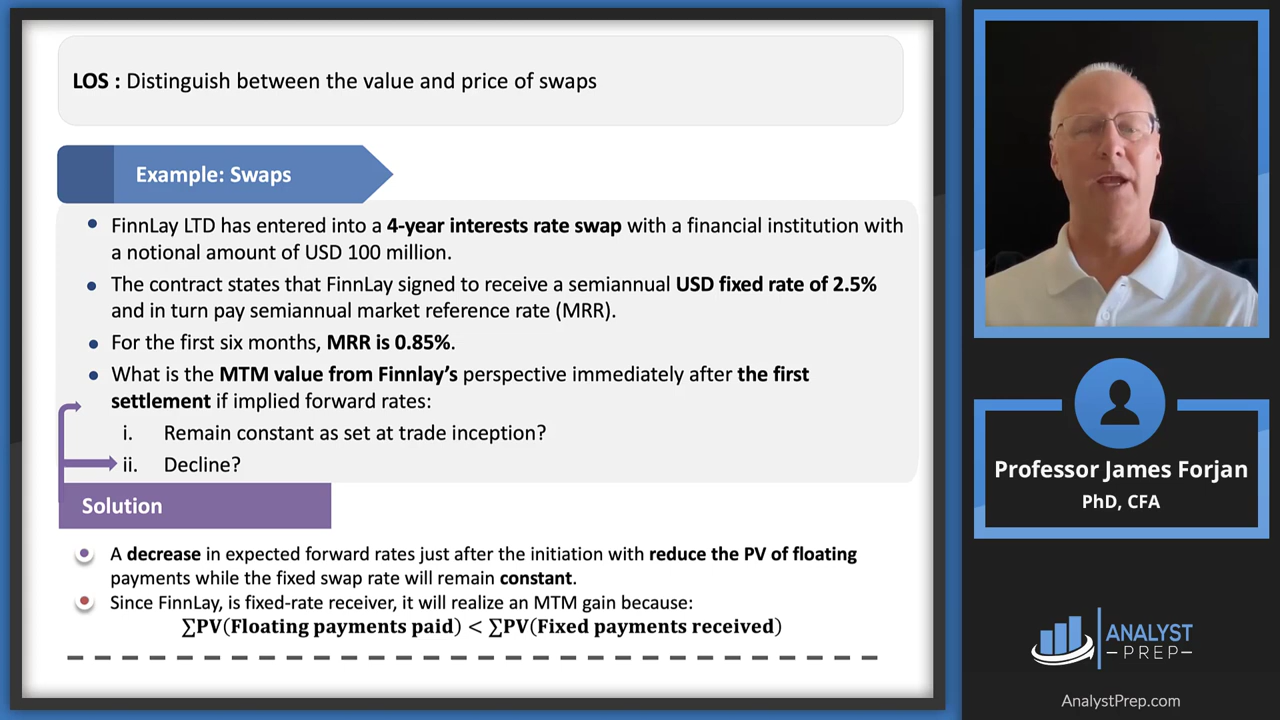 LOS : Distinguish between the value and price of swaps
Example: Swaps
FinnLay LTD has entered into a 4-year interests rate swap with a financial institution with
a notional amount of USD 100 million.
The contract states that FinnLay signed to receive a semiannual USD fixed rate of 2.5%
and in turn pay semiannual market reference rate (MRR).
For the first six months, MRR is 0.85%.
What is the MTM value from Finnlay’s perspective immediately after the first
settlement if implied forward rates:
i. Remain constant as set at trade inception?
ii. Decline?
Solution
A decrease in expected forward rates just after the initiation with reduce the PV of floating
payments while the fixed swap rate will remain constant.
Since FinnLay, is fixed-rate receiver, it will realize an MTM gain because:
∑PV(Floating payments paid) < ∑PV(Fixed payments received)
Professor James Forjan
PhD, CFA
ANALYST
PREP
AnalystPrep.com